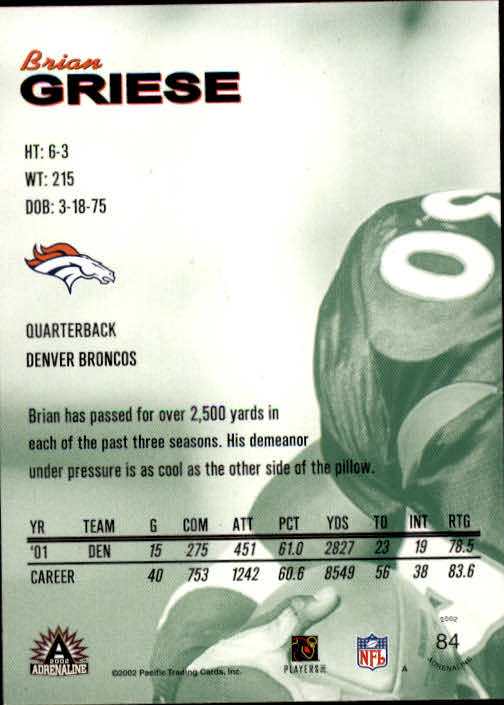 Brian
GRIESE
HT: 6-3
WT: 215
DOB: 3-18-75
QUARTERBACK
DENVER BRONCOS
Brian has passed for over 2,500 yards in
each of the past three seasons. His demeanor
under pressure is as cool as the other side of the pillow.
YR TEAM G COM ATT PCT YDS TD INT RTG
'01 DEN 15 275 451 61.0 2827 23 19 78.5
CAREER 40 753 1242 60.6 8549 56 38 83.6
A
2002
ADRENALINE
©2002 Pacific Trading Cards, Inc.
PLAYERS INC
NFL
A
2002
84
ADRENALINE
0
0